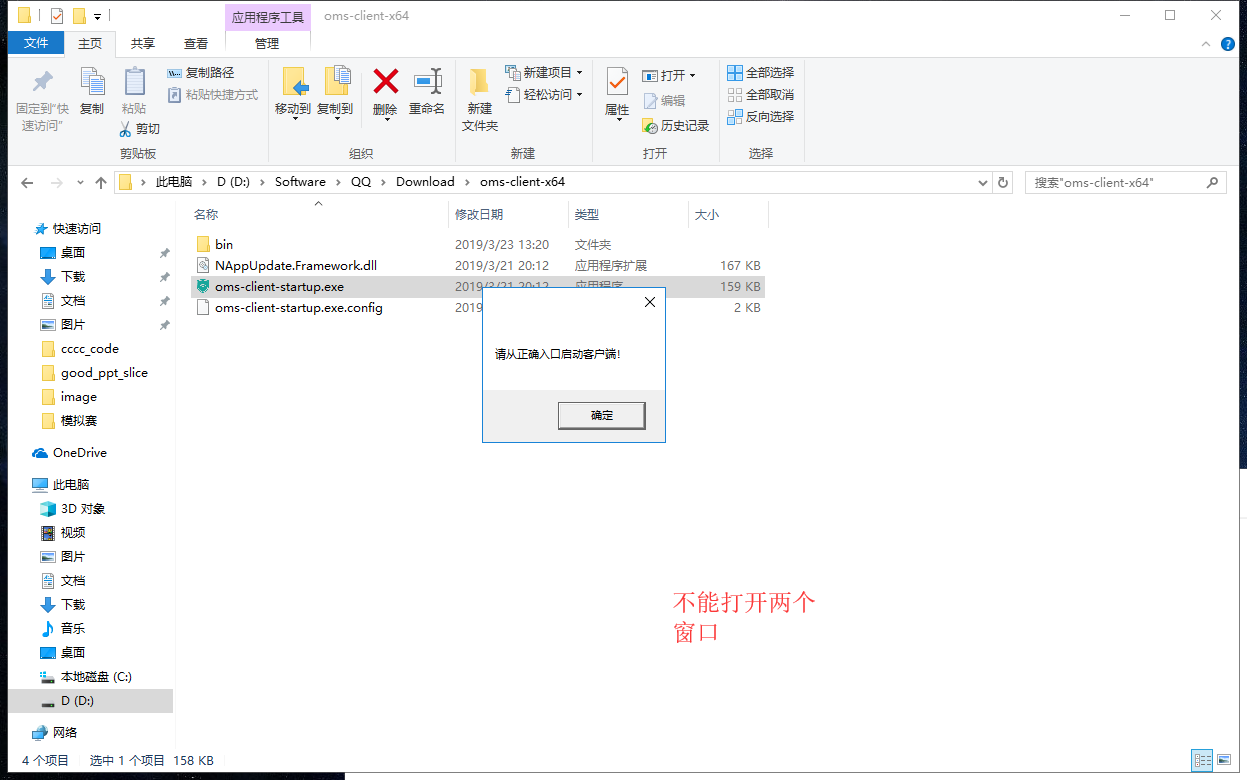 应用程序工具
oms-client-x64
文件
主页
共享
查看
管理
固定到"快速访问"
复制
粘贴
复制路径
粘贴快捷方式
剪切
剪贴板
移动到
复制到
删除
重命名
组织
新建
文件夹
新建项目
轻松访问
新建
属性
打开
编辑
历史记录
打开
全部选择
全部取消
反向选择
选择
此电脑 D (D:) Software QQ Download oms-client-x64
搜索"oms-client-x64"
名称 修改日期 类型 大小
bin 2019/3/23 13:20 文件夹
NAppUpdate.Framework.dll 2019/3/21 20:12 应用程序扩展 167 KB
oms-client-startup.exe 2019/3/21 20:12 应用程序 159 KB
oms-client-startup.exe.config 2019 2 KB
请从正确入口启动客户端!
确定
不能打开两个
窗口
快速访问
桌面
下载
文档
图片
cccc_code
good_ppt_slice
image
模拟赛
OneDrive
此电脑
3D 对象
视频
图片
文档
下载
音乐
桌面
本地磁盘 (C:)
D (D:)
网络
4 个项目 选中 1 个项目 158 KB